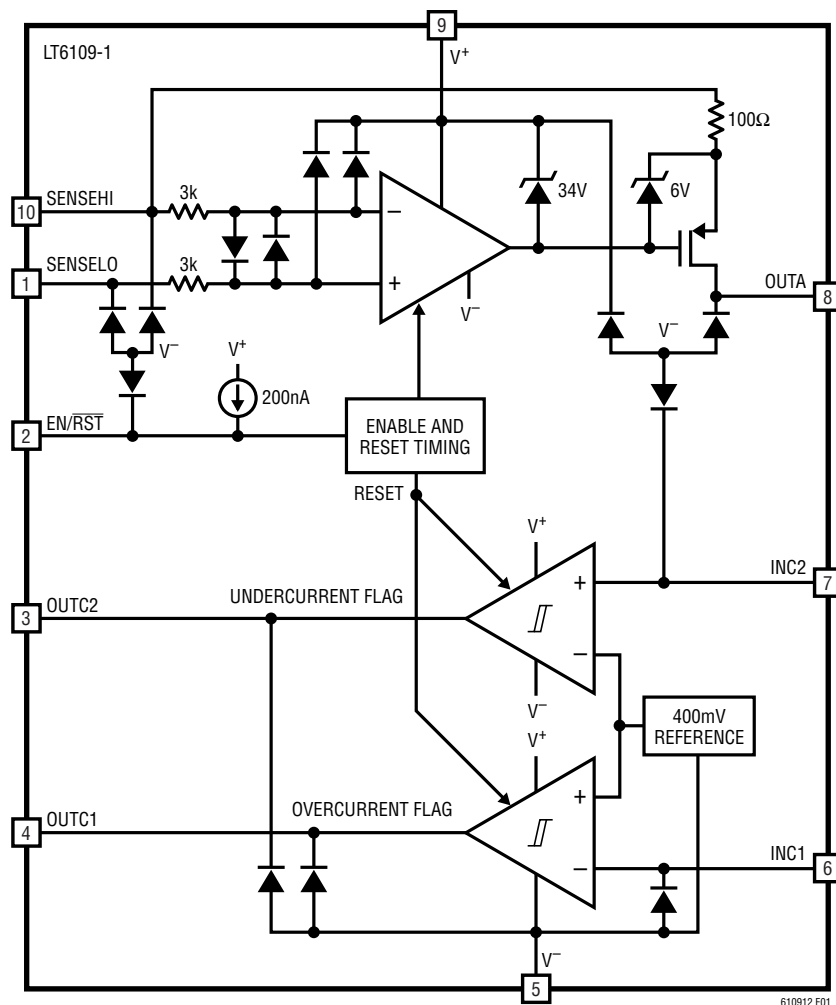 9
LT6109-1
V+
100Ω
3k
34V
6V
10
SENSEHI
−
3k
1
SENSELO
+
V−
OUTA
8
V−
V−
V+
200nA
2
EN/R̅S̅T̅
ENABLE AND
RESET TIMING
RESET
V+
INC2
7
+
UNDERCURRENT FLAG
3
OUTC2
−
V−
400mV
REFERENCE
V+
+
OVERCURRENT FLAG
4
OUTC1
INC1
6
−
V−
5
610912 F01